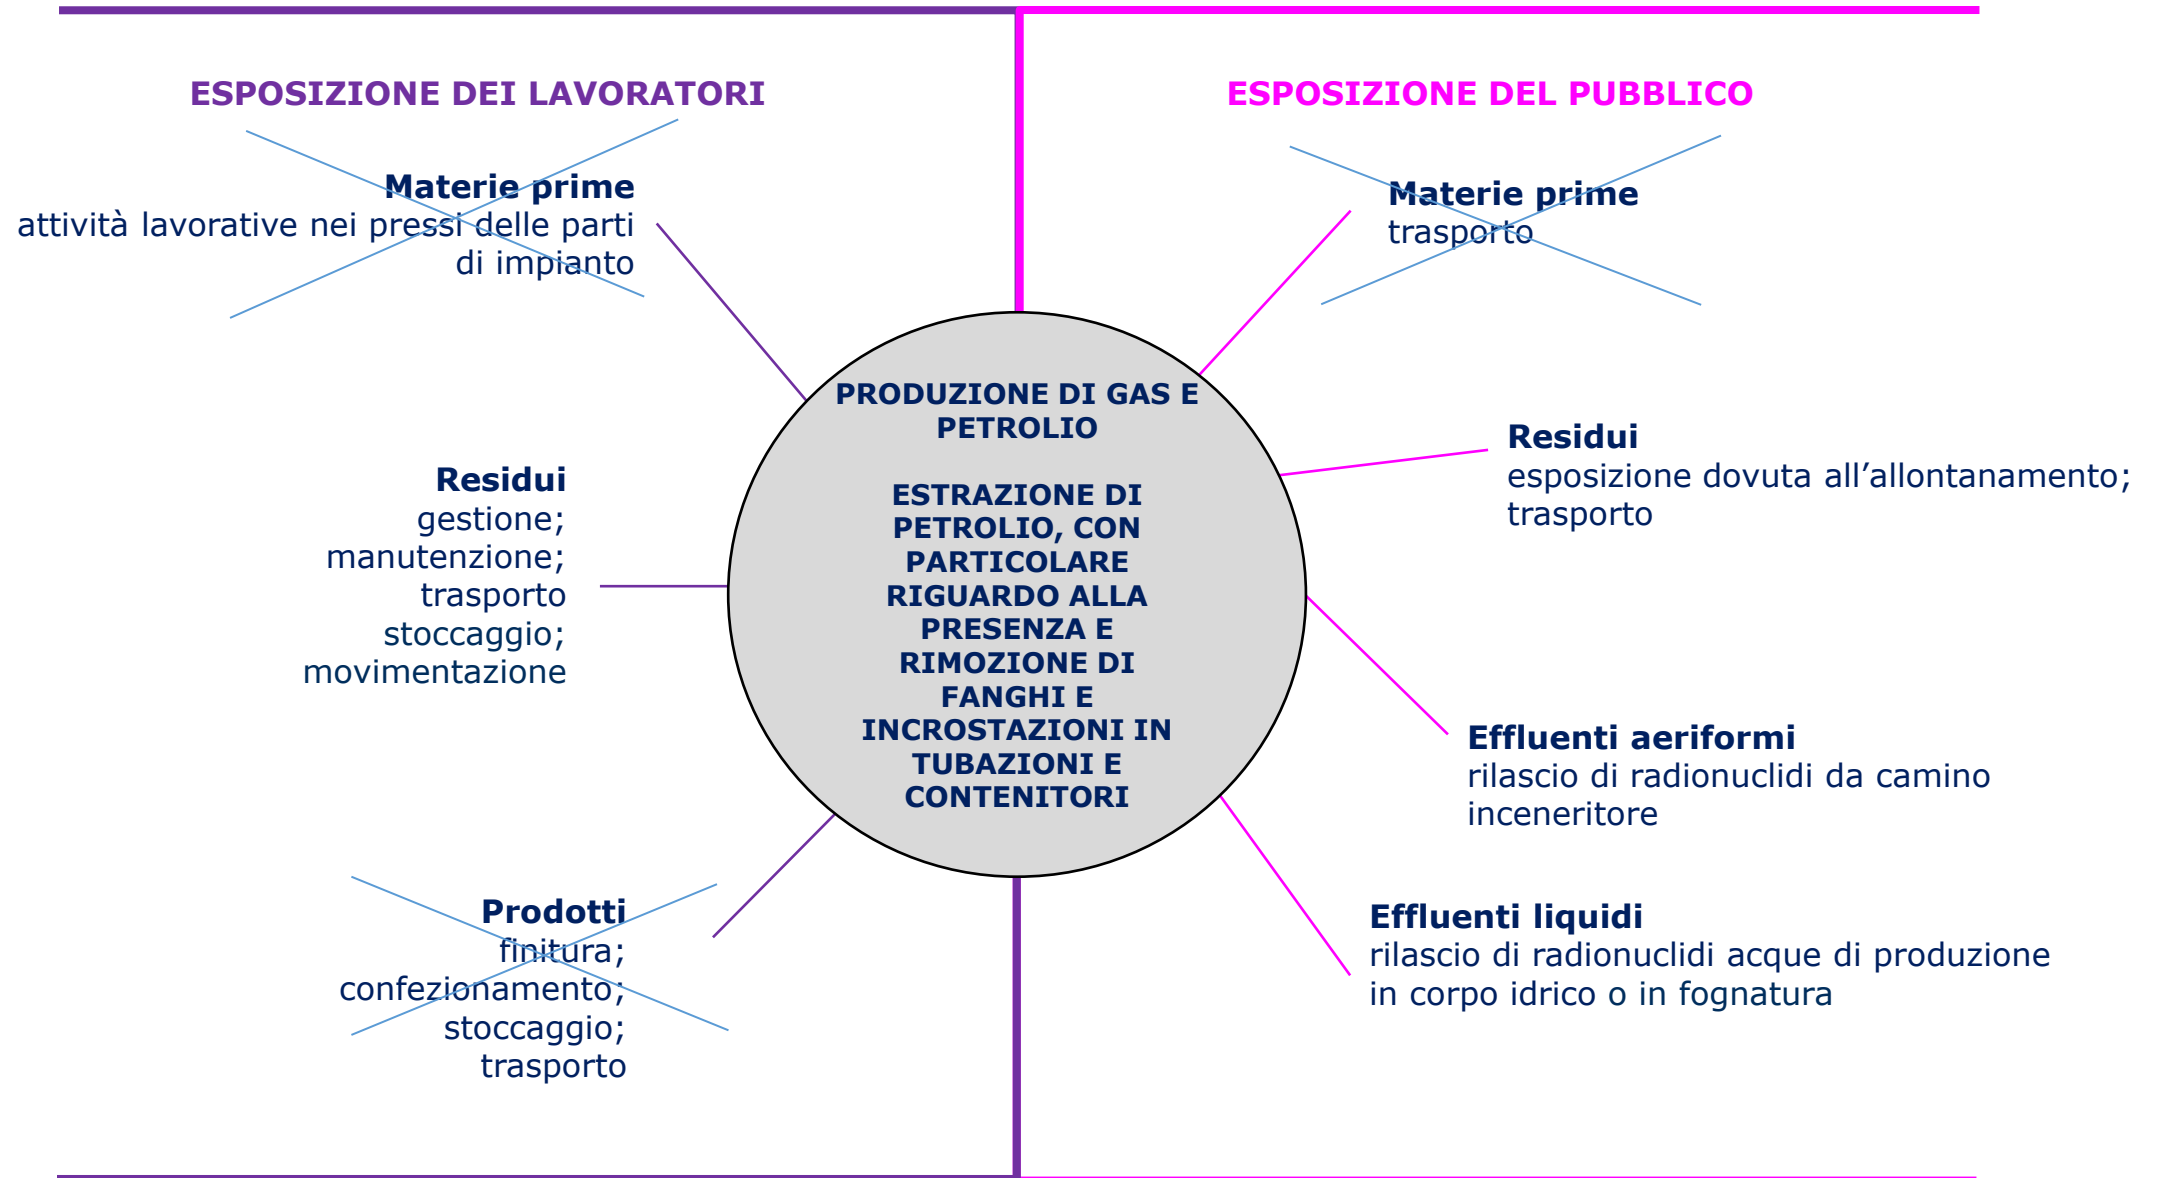 ESPOSIZIONE DEI LAVORATORI
Materie prime
attività lavorative nei pressi delle parti
di impianto
Residui
gestione;
manutenzione;
trasporto
stoccaggio;
movimentazione
Prodotti
finitura;
confezionamento;
stoccaggio;
trasporto
PRODUZIONE DI GAS E
PETROLIO
ESTRAZIONE DI
PETROLIO, CON
PARTICOLARE
RIGUARDO ALLA
PRESENZA E
RIMOZIONE DI
FANGHI E
INCROSTAZIONI IN
TUBAZIONI E
CONTENITORI
ESPOSIZIONE DEL PUBBLICO
Materie prime
trasporto
Residui
esposizione dovuta all’allontanamento;
trasporto
Effluenti aeriformi
rilascio di radionuclidi da camino
inceneritore
Effluenti liquidi
rilascio di radionuclidi acque di produzione
in corpo idrico o in fognatura